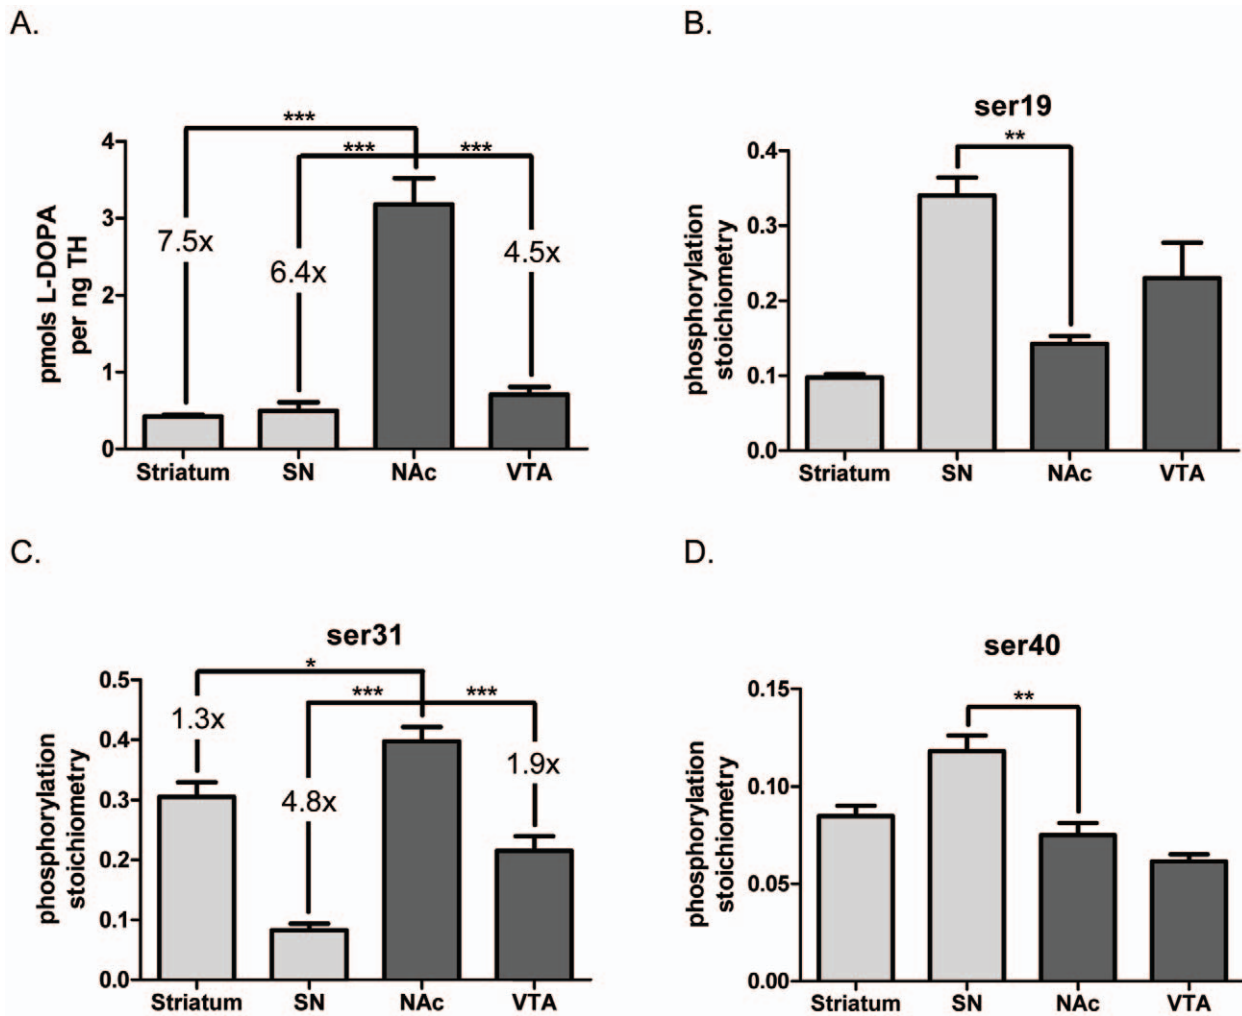 A.
***
*** ***
4
3
2
1
0
pmols L-DOPA
per ng TH
7.5x
6.4x
4.5x
Striatum SN NAc VTA
B.
ser19
**
0.4
0.3
0.2
0.1
0.0
phosphorylation
stoichiometry
Striatum SN NAc VTA
C.
ser31
*
*** ***
0.5
0.4
0.3
0.2
0.1
0.0
phosphorylation
stoichiometry
1.3x
4.8x
1.9x
Striatum SN NAc VTA
D.
ser40
**
0.15
0.10
0.05
0.00
phosphorylation
stoichiometry
Striatum SN NAc VTA